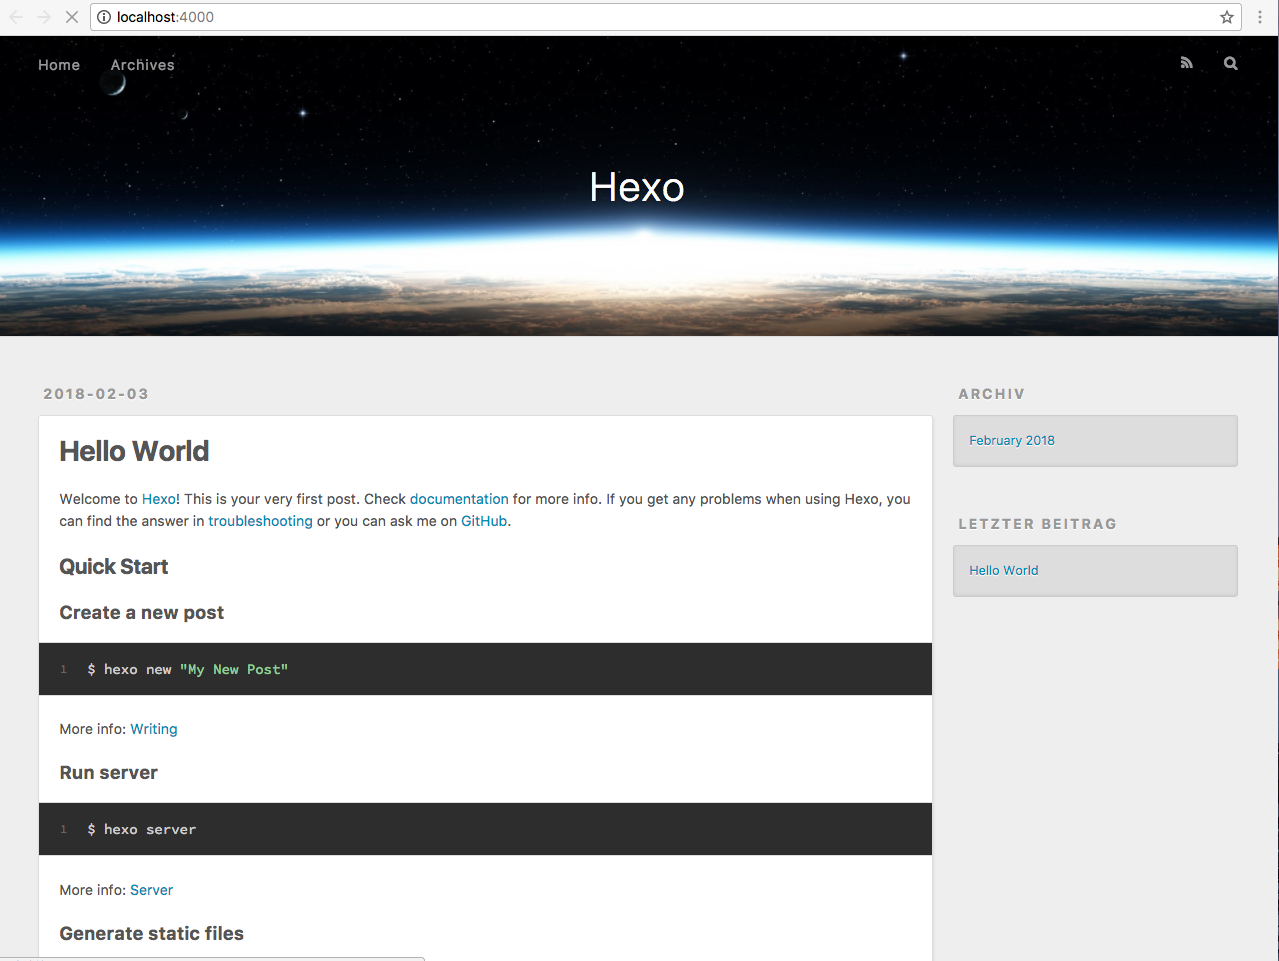 localhost:4000
Home Archives
Hexo
2018-02-03
Hello World
Welcome to Hexo! This is your very first post. Check documentation for more info. If you get any problems when using Hexo, you
can find the answer in troubleshooting or you can ask me on GitHub.
Quick Start
Create a new post
1 $ hexo new "My New Post"
More info: Writing
Run server
1 $ hexo server
More info: Server
Generate static files
ARCHIV
February 2018
LETZTER BEITRAG
Hello World